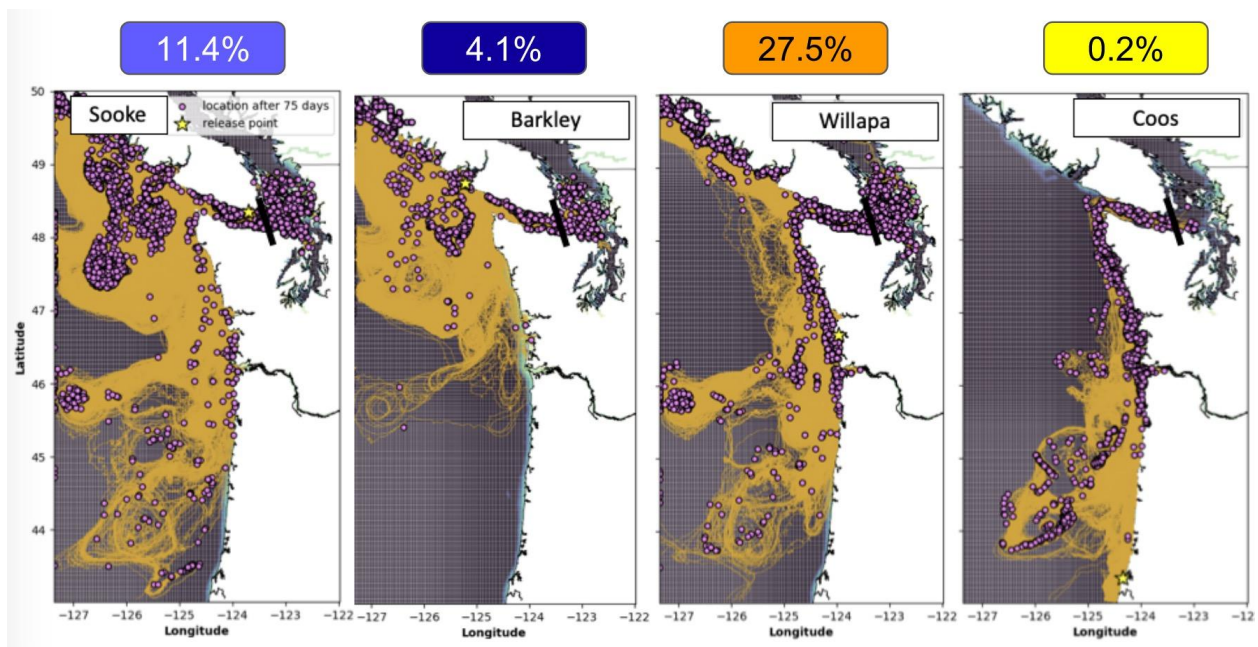 11.4%
4.1%
27.5%
0.2%
Sooke
location after 75 days
release point
Barkley
Willapa
Coos
50
49
48
47
46
45
44
Latitude
−127 −126 −125 −124 −123 −122
−127 −126 −125 −124 −123 −122
−127 −126 −125 −124 −123 −122
−127 −126 −125 −124 −123 −122
Longitude
Longitude
Longitude
Longitude